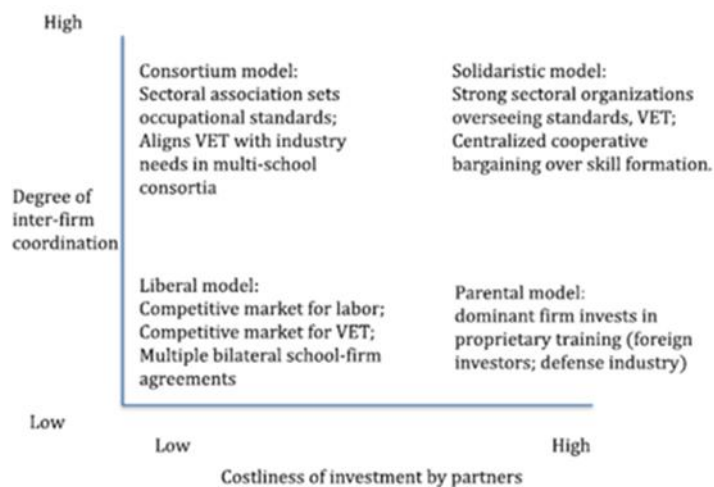 High
Consortium model:
Sectoral association sets
occupational standards;
Aligns VET with industry
needs in multi-school
consortia
Solidaristic model:
Strong sectoral organizations
overseeing standards, VET;
Centralized cooperative
bargaining over skill formation.
Degree of
inter-firm
coordination
Liberal model:
Competitive market for labor;
Competitive market for VET;
Multiple bilateral school-firm
agreements
Parental model:
dominant firm invests in
proprietary training (foreign
investors; defense industry)
Low
Low
High
Costliness of investment by partners